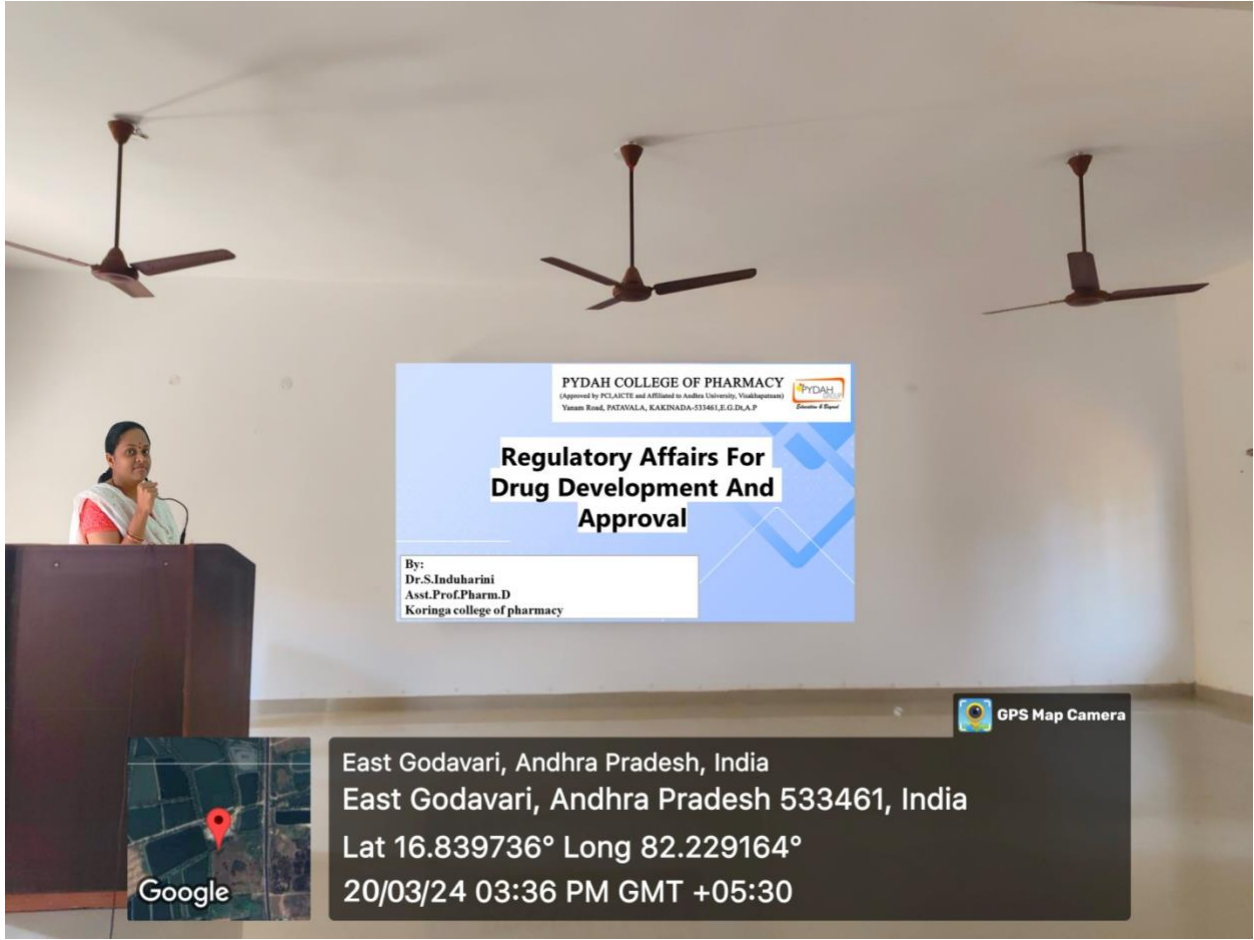 PYDAH COLLEGE OF PHARMACY
(Approved by PCI,AICTE and Affiliated to Andhra University, Visakhapatnam)
Yanam Road, PATAVALA, KAKINADA-533461,E.G.Dt,A.P
PYDAH
GROUP
Education & Beyond
Regulatory Affairs For
Drug Development And
Approval
By:
Dr.S.Induharini
Asst.Prof.Pharm.D
Koringa college of pharmacy
GPS Map Camera
East Godavari, Andhra Pradesh, India
East Godavari, Andhra Pradesh 533461, India
Lat 16.839736° Long 82.229164°
20/03/24 03:36 PM GMT +05:30
Google